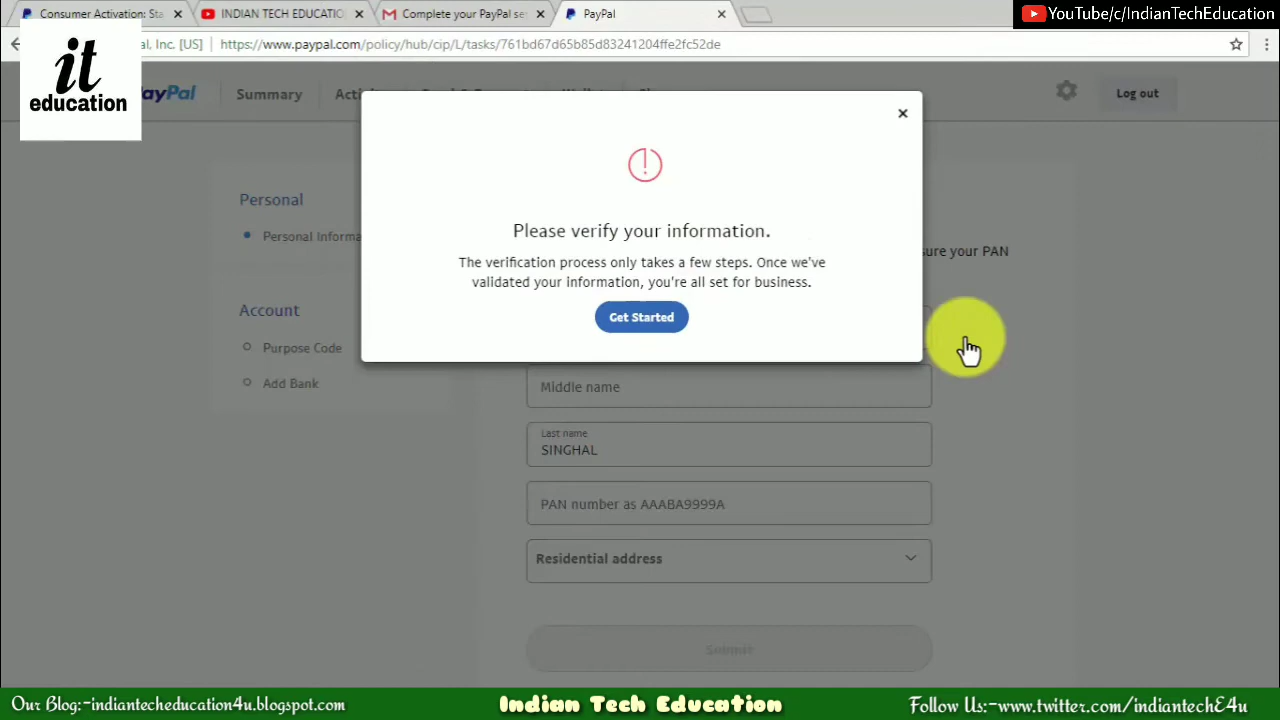 Consumer Activation: Sta
INDIAN TECH EDUCATIO
Complete your PayPal se
PayPal
YouTube/c/IndianTechEducation
al, Inc. [US]
https://www.paypal.com/policy/hub/cip/L/tasks/761bd67d65b85d83241204ffe2fc52de
it
education
ayPal
Summary
Log out
Personal
Personal Informa
Account
Purpose Code
Add Bank
Please verify your information.
The verification process only takes a few steps. Once we've
validated your information, you're all set for business.
Get Started
sure your PAN
Middle name
Last name
SINGHAL
PAN number as AAABA9999A
Residential address
Submit
Our Blog:-indiantecheducation4u.blogspot.com
Indian Tech Education
Follow Us:-www.twitter.com/indiantechE4u